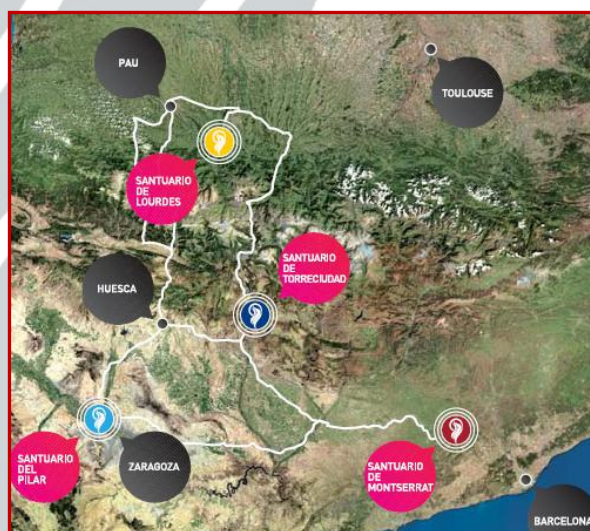 PAU
TOULOUSE
SANTUARIO
DE
LOURDES
SANTUARIO
DE
TORRECIUDAD
HUESCA
SANTUARIO
DEL
PILAR
ZARAGOZA
SANTUARIO
DE
MONTSERRAT
BARCELONA